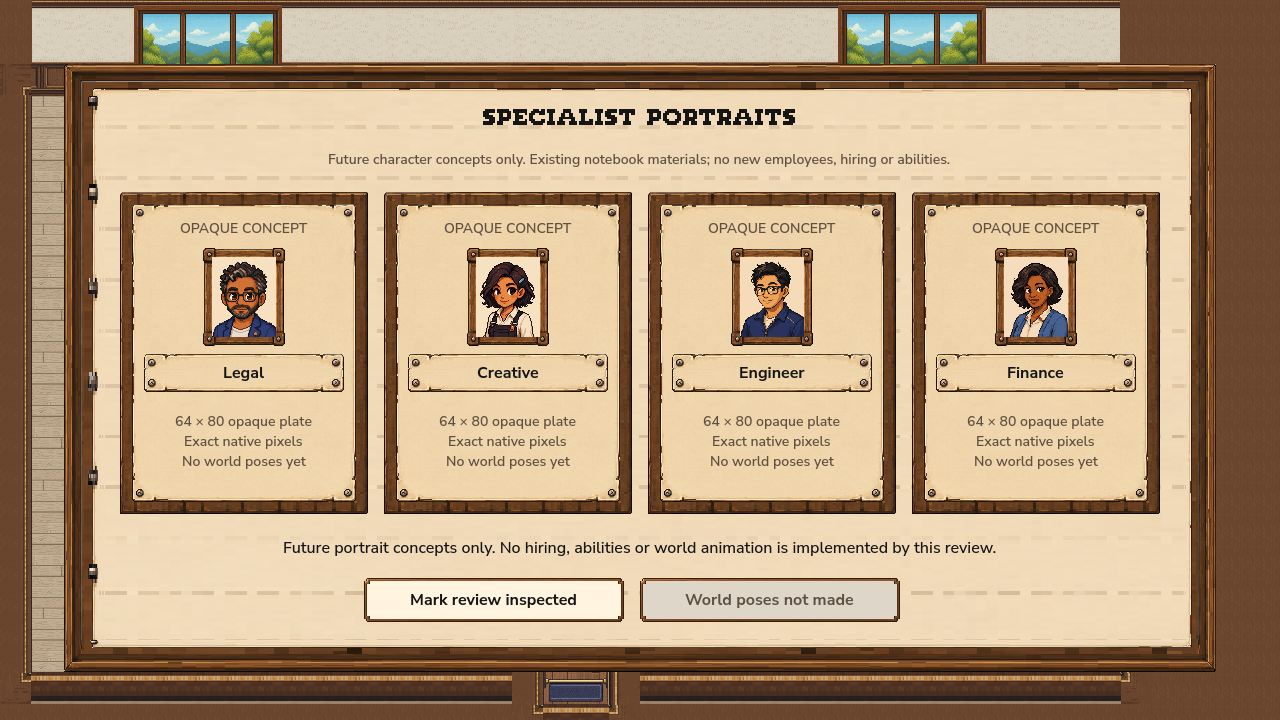 SPECIALIST PORTRAITS
Future character concepts only. Existing notebook materials; no new employees, hiring or abilities.
OPAQUE CONCEPT
Legal
64 × 80 opaque plate
Exact native pixels
No world poses yet
OPAQUE CONCEPT
Creative
64 × 80 opaque plate
Exact native pixels
No world poses yet
OPAQUE CONCEPT
Engineer
64 × 80 opaque plate
Exact native pixels
No world poses yet
OPAQUE CONCEPT
Finance
64 × 80 opaque plate
Exact native pixels
No world poses yet
Future portrait concepts only. No hiring, abilities or world animation is implemented by this review.
Mark review inspected
World poses not made